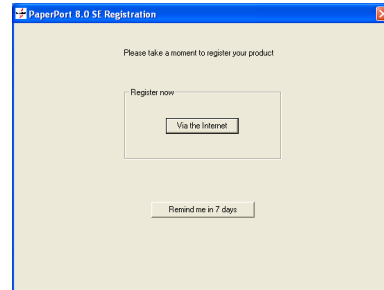 PaperPort 8.0 SE Registration
Please take a moment to register your product
Register now
Via the Internet
Remind me in 7 days